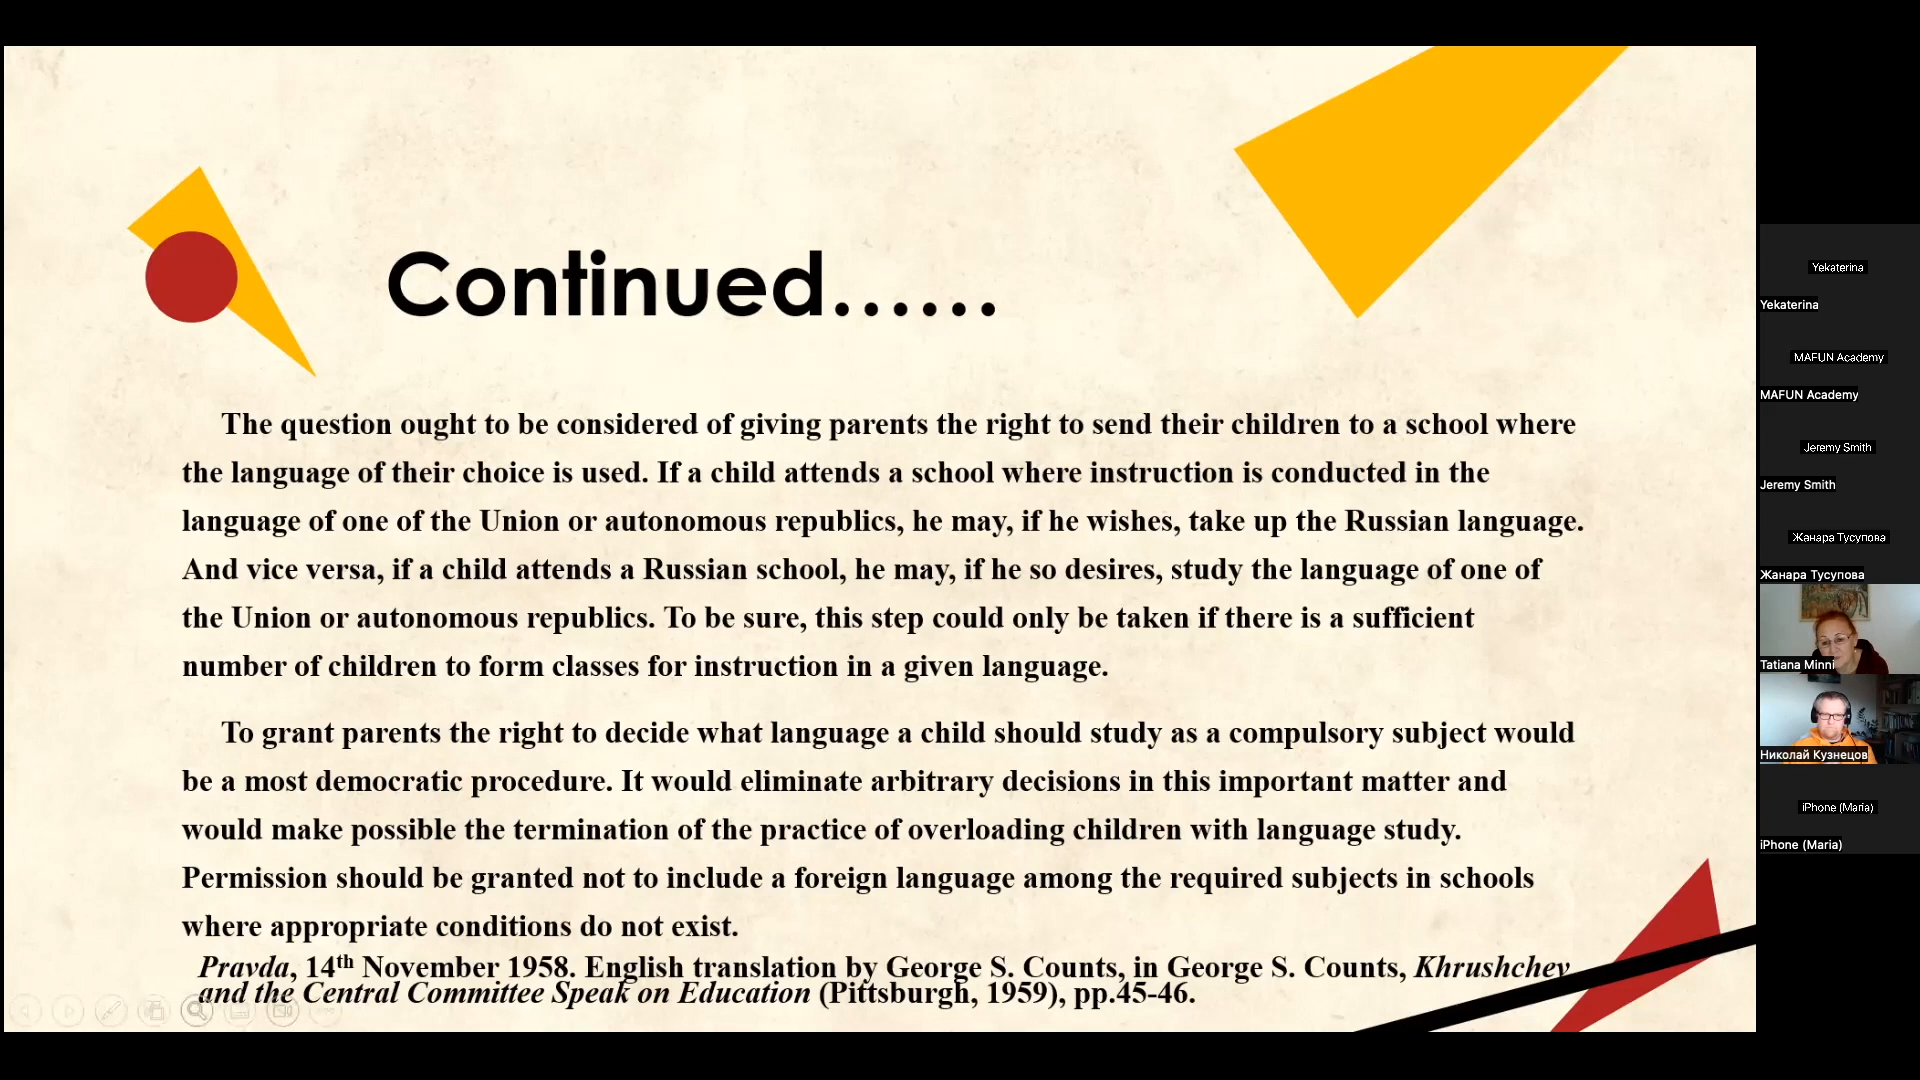 Continued……
The question ought to be considered of giving parents the right to send their children to a school where
the language of their choice is used. If a child attends a school where instruction is conducted in the
language of one of the Union or autonomous republics, he may, if he wishes, take up the Russian language.
And vice versa, if a child attends a Russian school, he may, if he so desires, study the language of one of
the Union or autonomous republics. To be sure, this step could only be taken if there is a sufficient
number of children to form classes for instruction in a given language.
To grant parents the right to decide what language a child should study as a compulsory subject would
be a most democratic procedure. It would eliminate arbitrary decisions in this important matter and
would make possible the termination of the practice of overloading children with language study.
Permission should be granted not to include a foreign language among the required subjects in schools
where appropriate conditions do not exist.
Pravda, 14th November 1958. English translation by George S. Counts, in George S. Counts, Khrushchev
and the Central Committee Speak on Education (Pittsburgh, 1959), pp.45-46.
Yekaterina
Yekaterina
MAFUN Academy
MAFUN Academy
Jeremy Smith
Jeremy Smith
Жанара Тусупова
Жанара Тусупова
Tatiana Minni
Николай Кузнецов
iPhone (Maria)
iPhone (Maria)